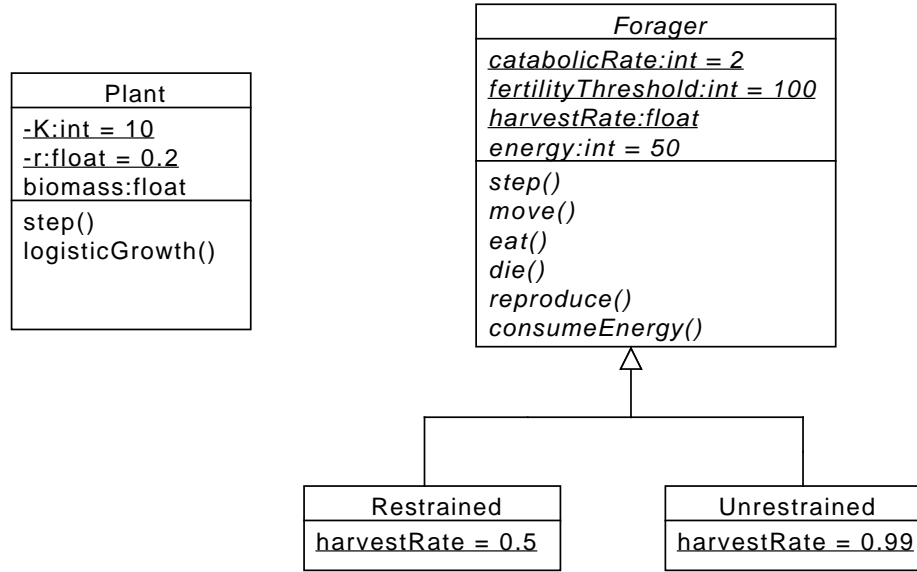 Plant
-K:int = 10
-r:float = 0.2
biomass:float
step()
logisticGrowth()
Forager
catabolicRate:int = 2
fertilityThreshold:int = 100
harvestRate:float
energy:int = 50
step()
move()
eat()
die()
reproduce()
consumeEnergy()
Restrained
harvestRate = 0.5
Unrestrained
harvestRate = 0.99